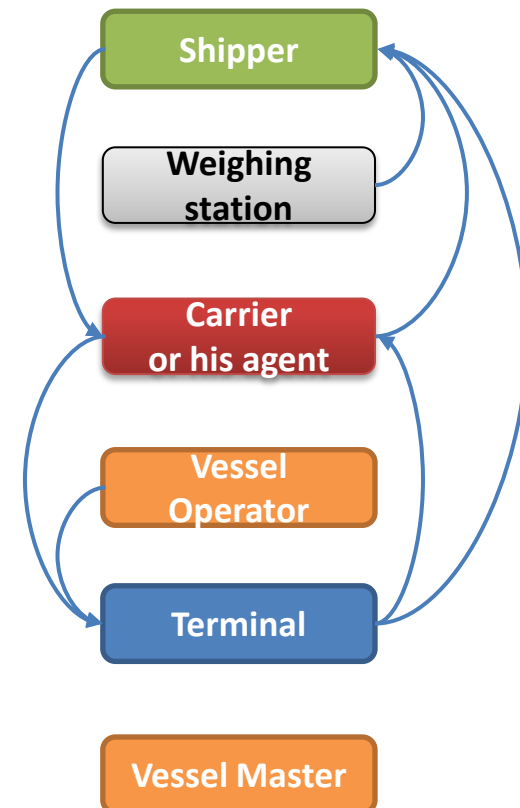 Shipper
Weighing
station
Carrier
or his agent
Vessel
Operator
Terminal
Vessel Master